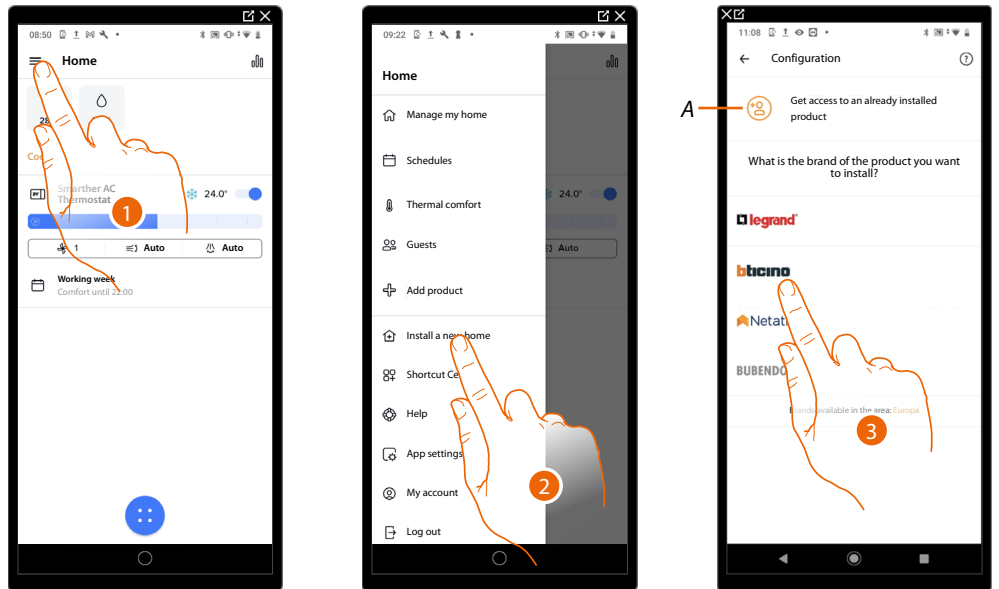 08:50
Home
28
Coo
Smarther AC
Thermostat
24.0°
1 Auto Auto
Working week
Comfort until 22:00
1
09:22
Home
Manage my home
Schedules
Thermal comfort
Guests
Add product
Install a new home
Shortcut Ce
Help
App settings
My account
Log out
24.0°
Auto
2
11:08
Configuration
A
Get access to an already installed
product
What is the brand of the product you want
to install?
legrand
bticino
Netat
BUBENDO
Brands available in the area: Europa
3